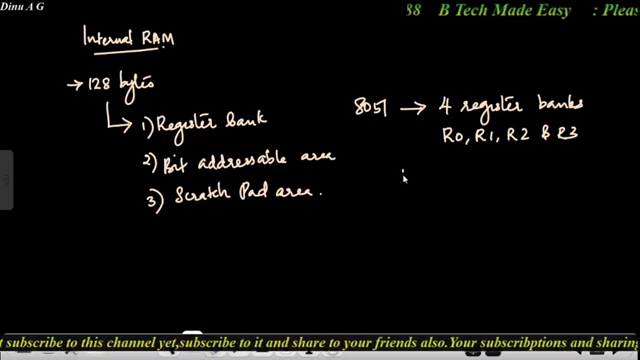 Dinu A G
88 B Tech Made Easy : Pleas
Internal RAM
→ 128 bytes
1) Register bank
2) Bit addressable area
3) Scratch Pad area.
8051 → 4 register banks
R0, R1, R2 & R3
t subscribe to this channel yet,subscribe to it and share to your friends also.Your subscribptions and sharing